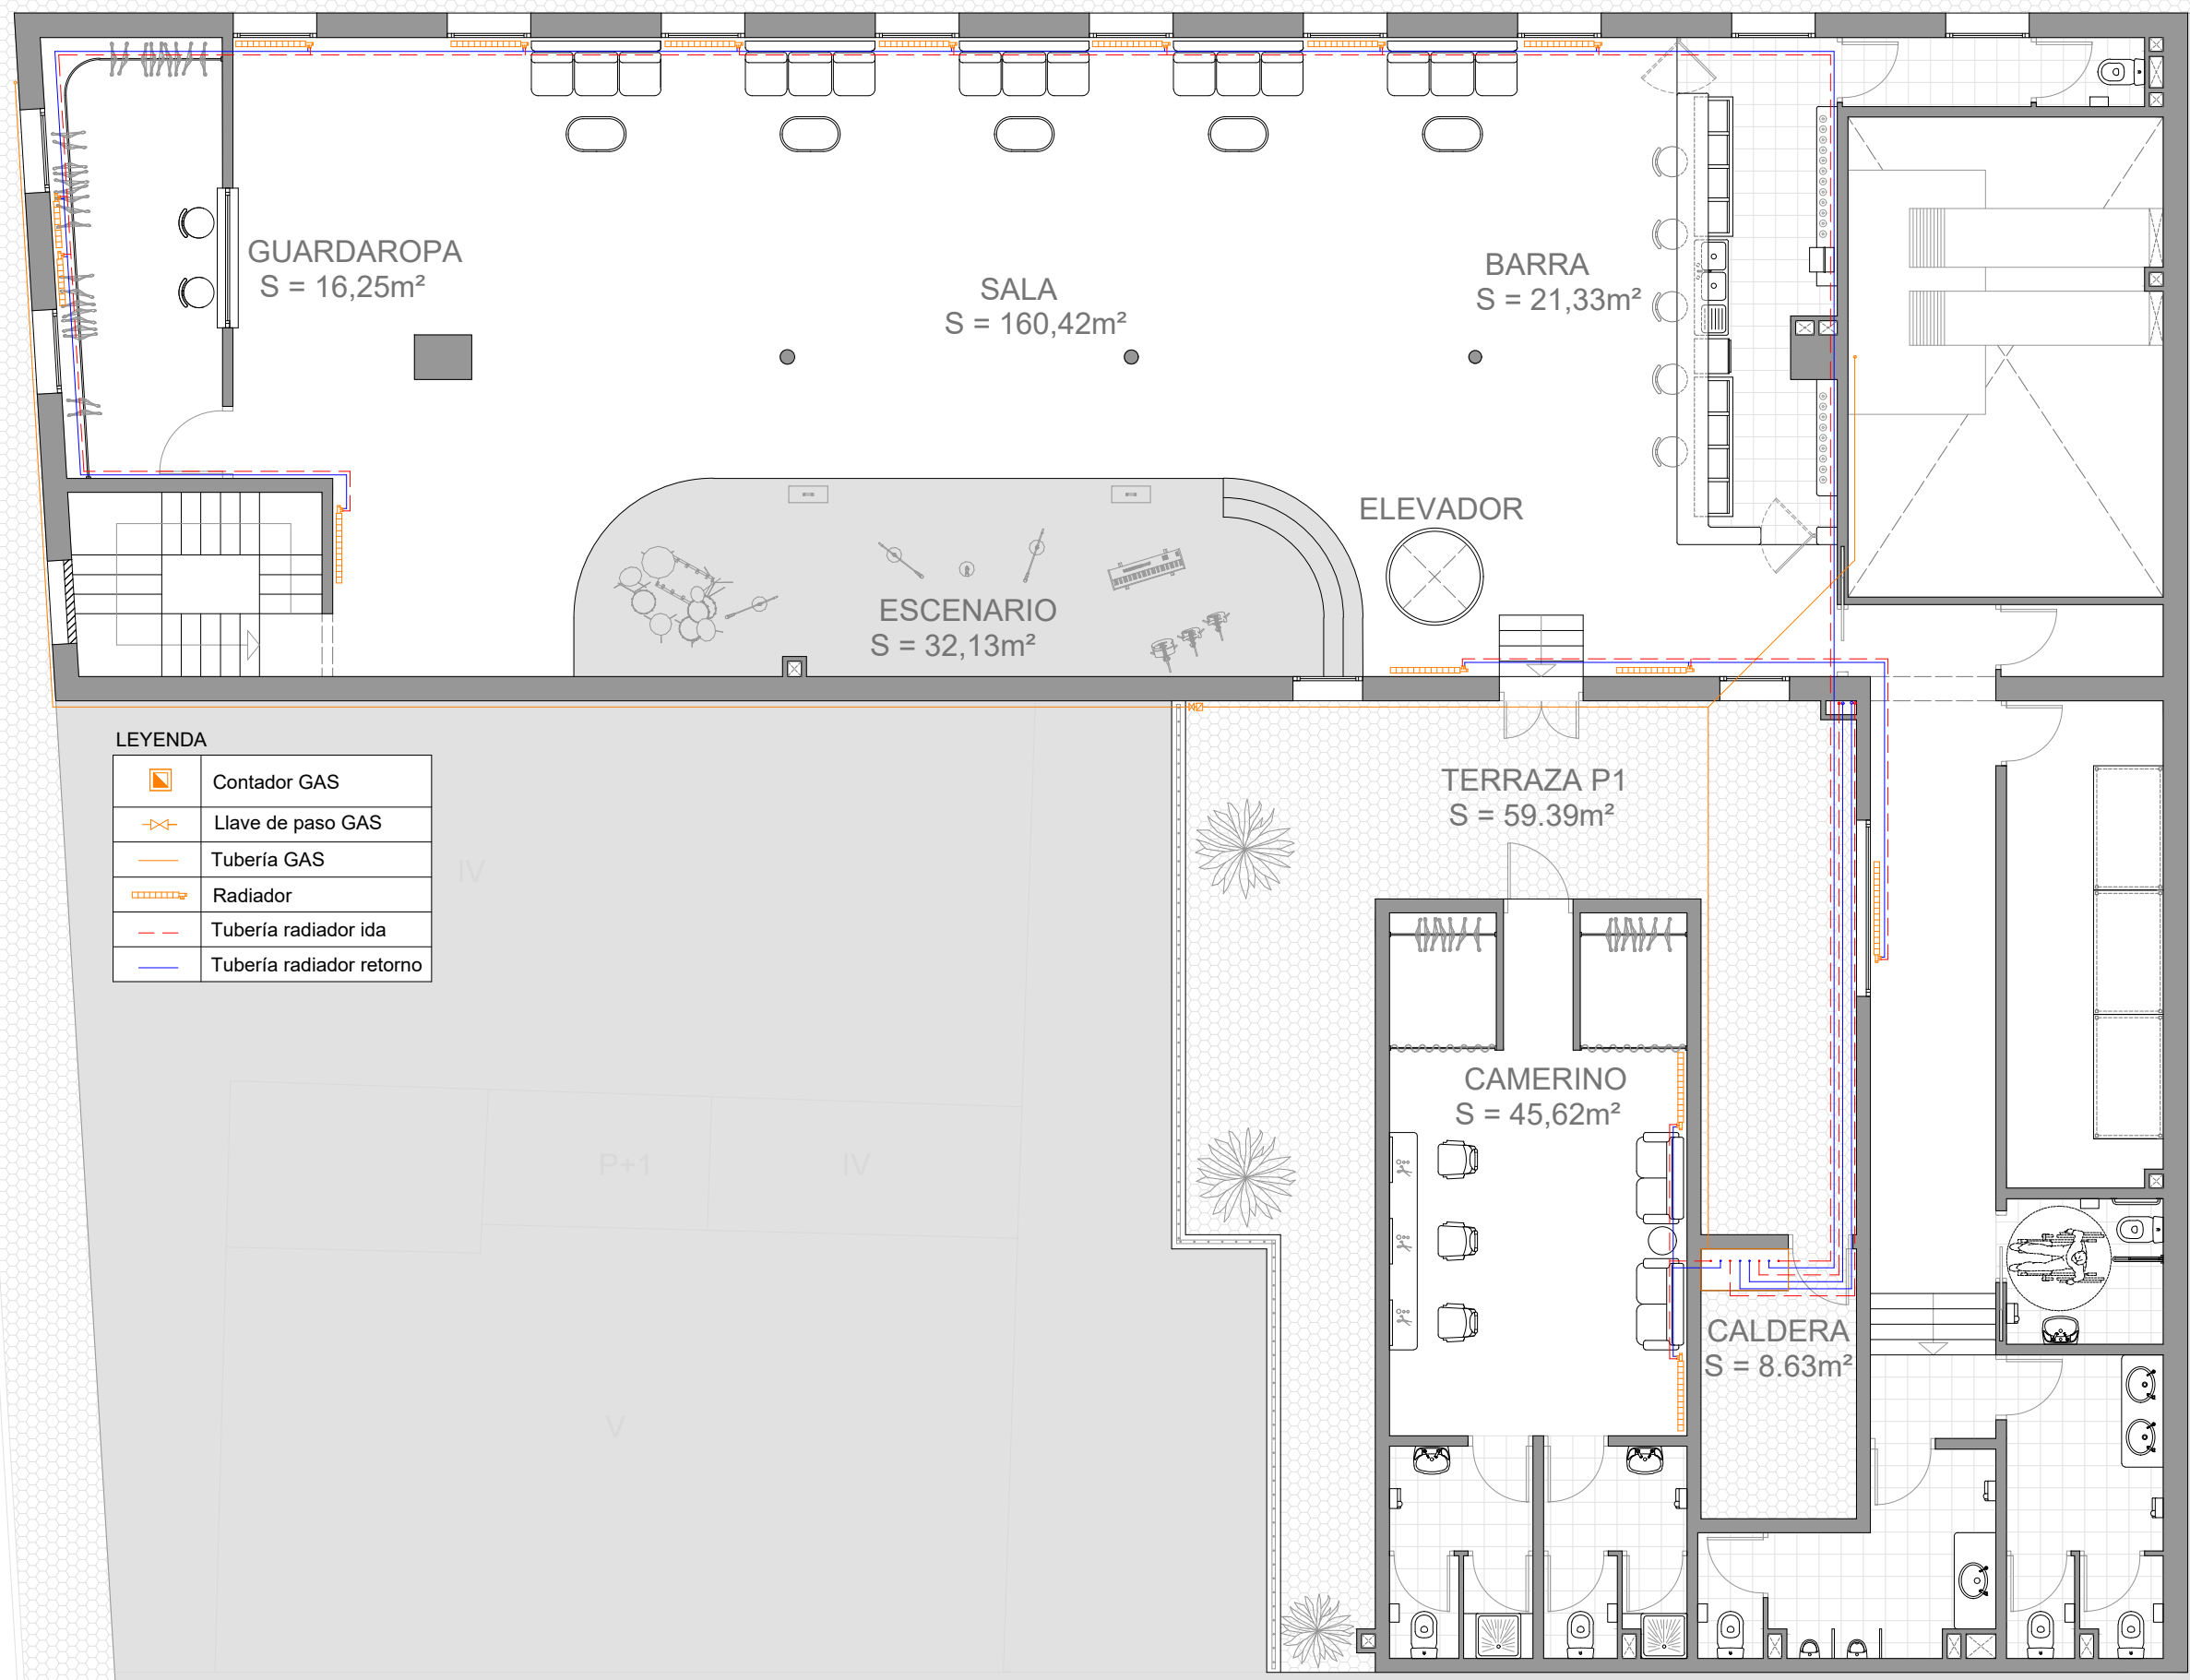 GUARDAROPA
S = 16,25m²
SALA
S = 160,42m²
BARRA
S = 21,33m²
ELEVADOR
ESCENARIO
S = 32,13m²
LEYENDA
Contador GAS
Llave de paso GAS
Tubería GAS
Radiador
Tubería radiador ida
Tubería radiador retorno
TERRAZA P1
S = 59.39m²
IV
CAMERINO
S = 45,62m²
P+1
IV
CALDERA
S = 8.63m²
V